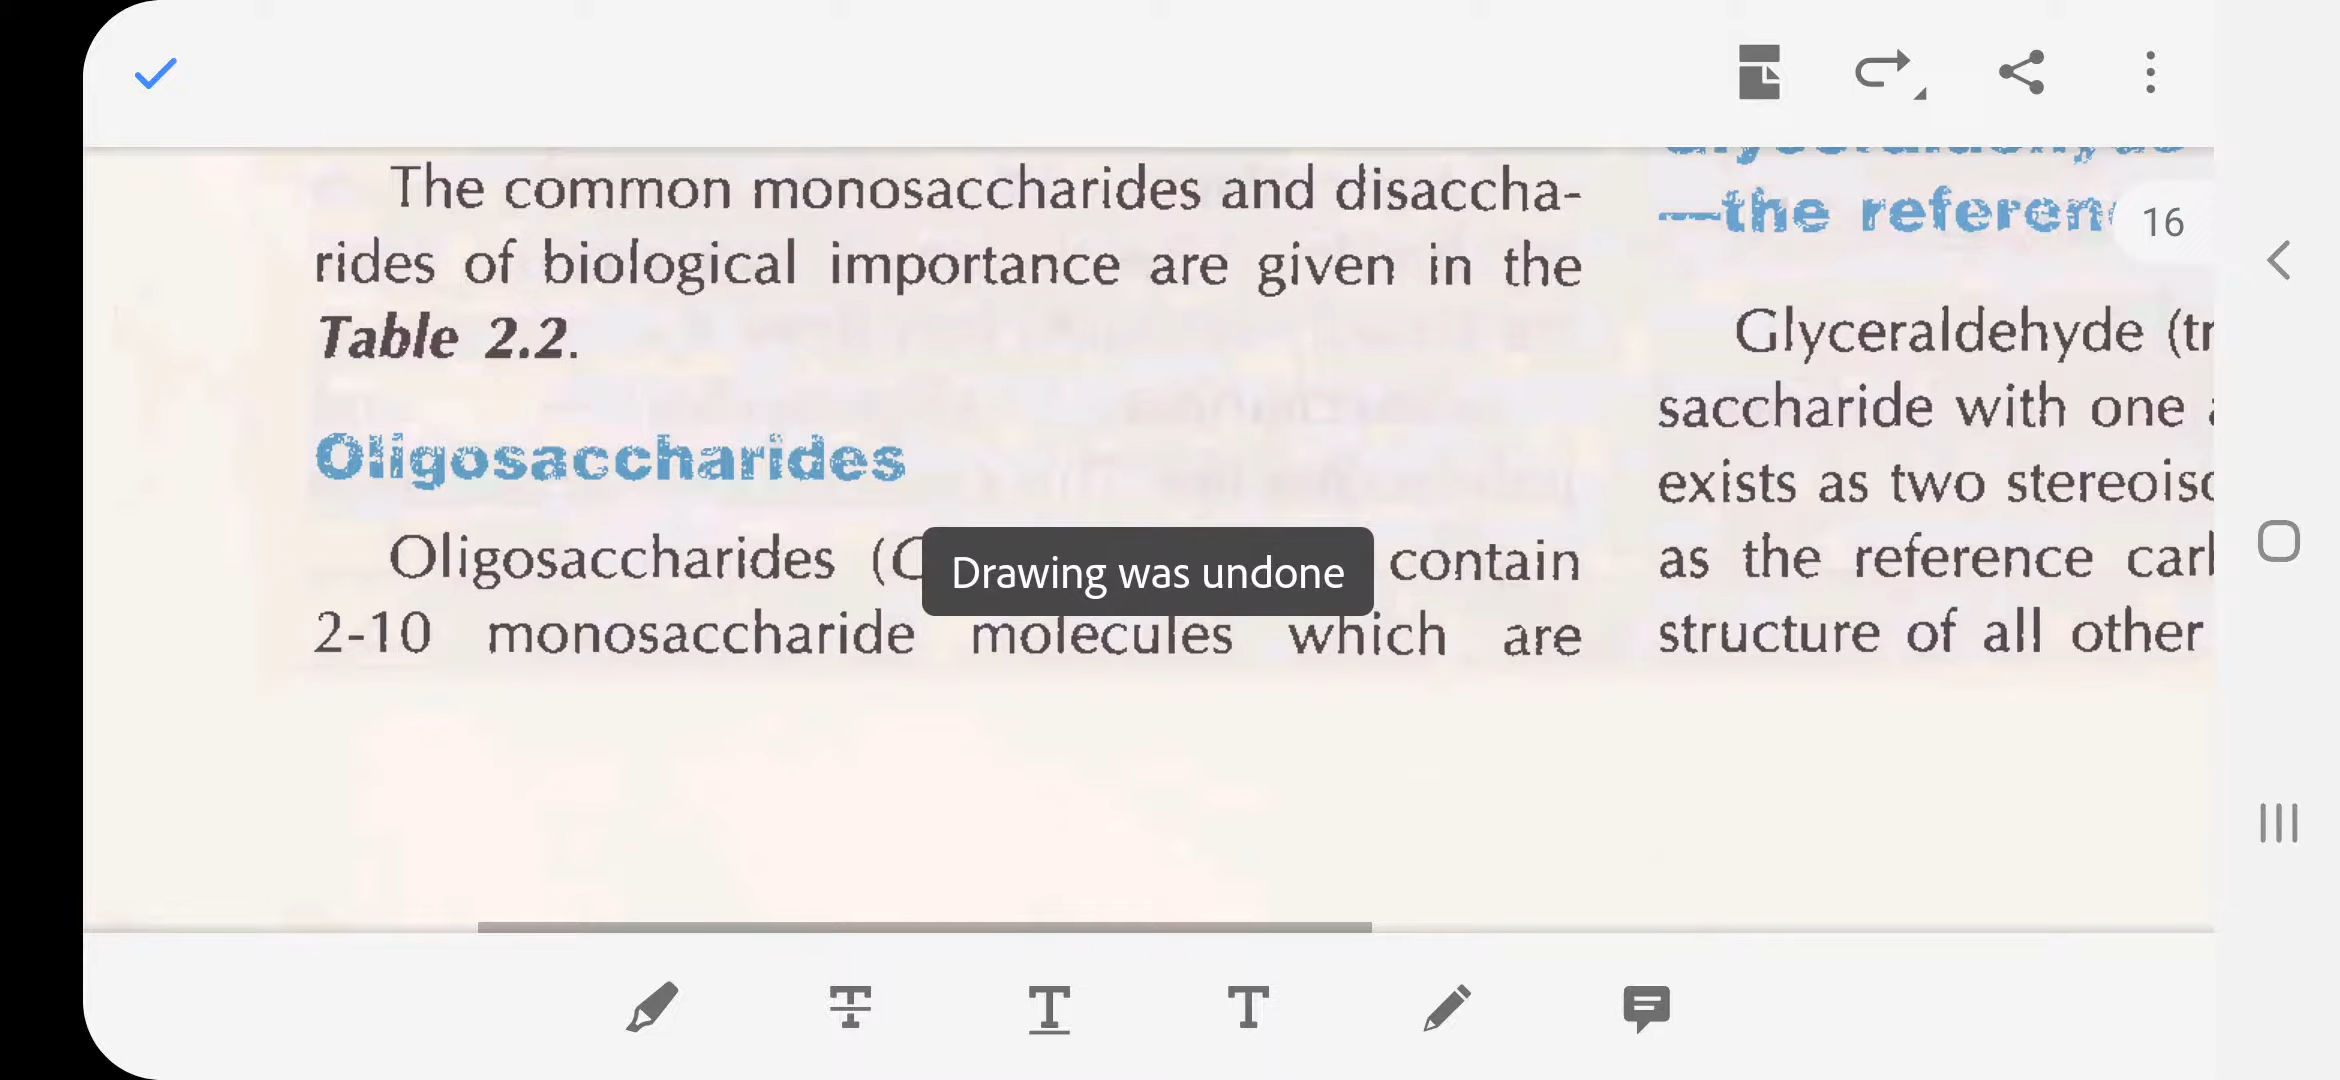 The common monosaccharides and disaccha-
rides of biological importance are given in the
Table 2.2.
Oligosaccharides
Oligosaccharides (
contain
2-10 monosaccharide molecules which are
Drawing was undone
—the referen
16
Glyceraldehyde (tr
saccharide with one
exists as two stereoiso
as the reference car
structure of all other